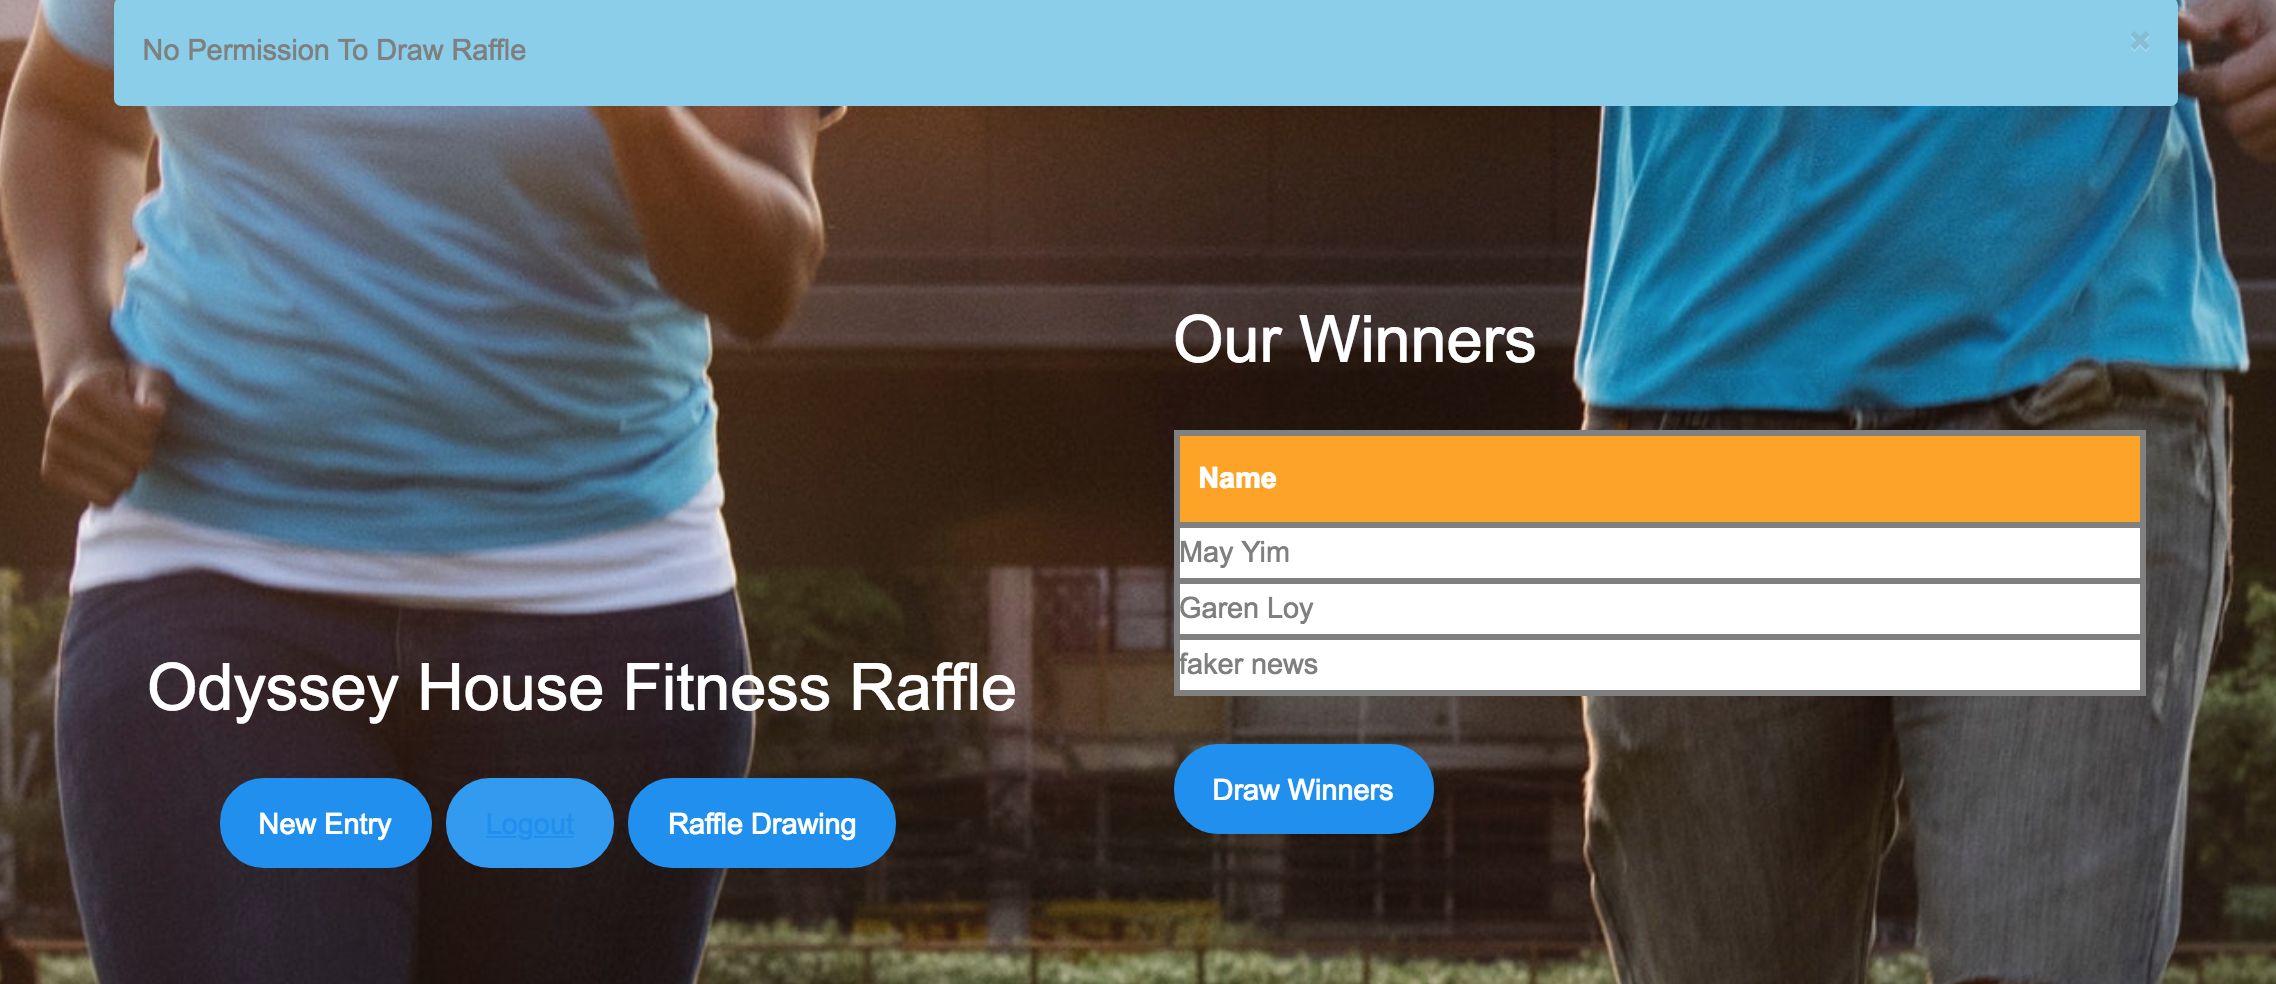 No Permission To Draw Raffle
×
Our Winners
Name
May Yim
Garen Loy
faker news
Draw Winners
Odyssey House Fitness Raffle
New Entry
Logout
Raffle Drawing